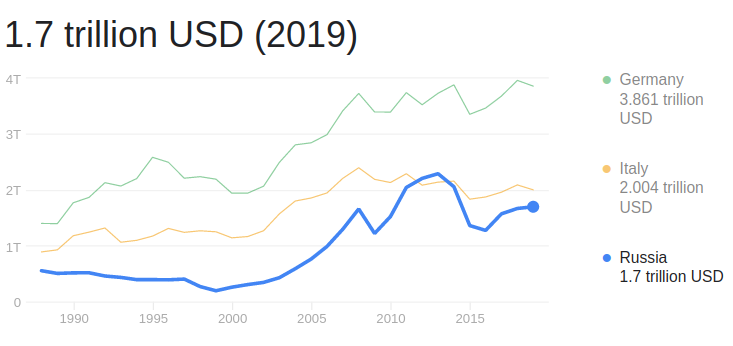 1.7 trillion USD (2019)
4T
3T
2T
1T
0
1990
1995
2000
2005
2010
2015
Germany
3.861 trillion
USD
Italy
2.004 trillion
USD
Russia
1.7 trillion USD